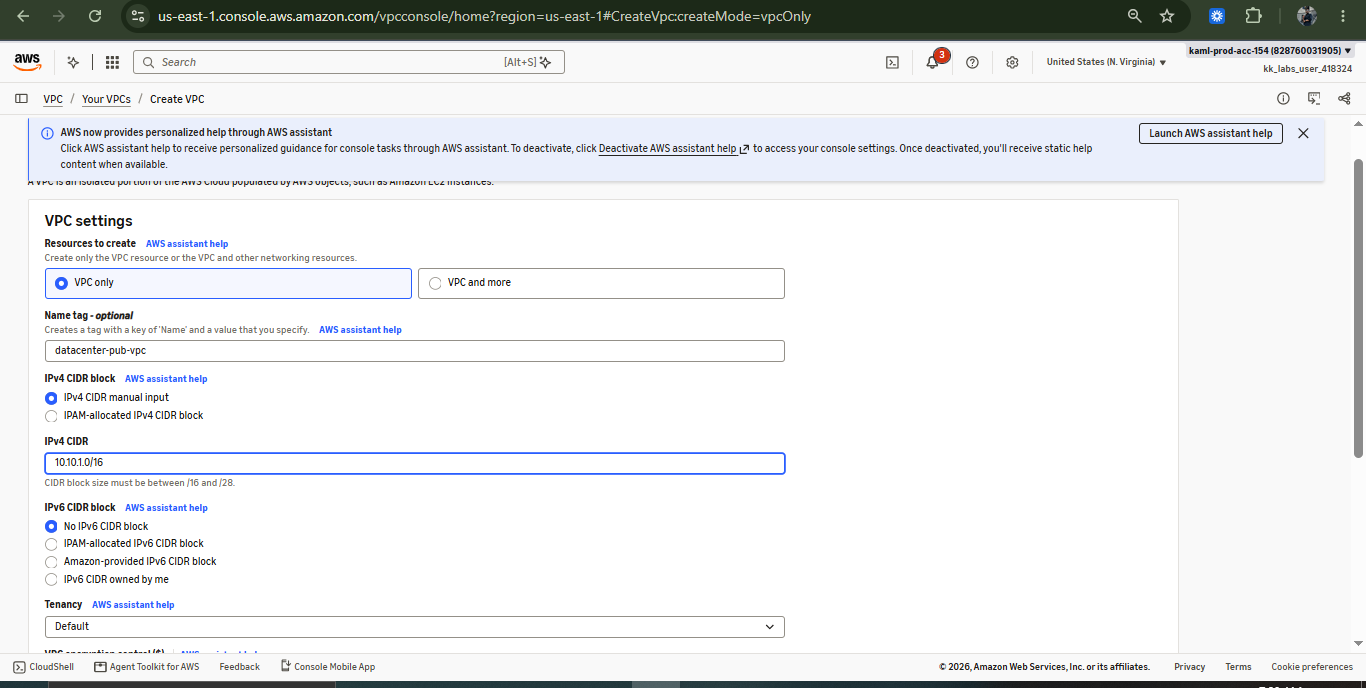 us-east-1.console.aws.amazon.com/vpcconsole/home?region=us-east-1#CreateVpc:createMode=vpcOnly
aws
Search
[Alt+S]
3
United States (N. Virginia)
kaml-prod-acc-154 (828760031905)
kk_labs_user_418324
VPC / Your VPCs / Create VPC
AWS now provides personalized help through AWS assistant
Click AWS assistant help to receive personalized guidance for console tasks through AWS assistant. To deactivate, click Deactivate AWS assistant help to access your console settings. Once deactivated, you'll receive static help
content when available.
Launch AWS assistant help
A VPC is an isolated portion of the AWS Cloud populated by AWS objects, such as Amazon EC2 instances.
VPC settings
Resources to create AWS assistant help
Create only the VPC resource or the VPC and other networking resources.
VPC only
VPC and more
Name tag - optional
Creates a tag with a key of 'Name' and a value that you specify. AWS assistant help
datacenter-pub-vpc
IPv4 CIDR block AWS assistant help
IPv4 CIDR manual input
IPAM-allocated IPv4 CIDR block
IPv4 CIDR
10.10.1.0/16
CIDR block size must be between /16 and /28.
IPv6 CIDR block AWS assistant help
No IPv6 CIDR block
IPAM-allocated IPv6 CIDR block
Amazon-provided IPv6 CIDR block
IPv6 CIDR owned by me
Tenancy AWS assistant help
Default
VPC encryption control ($) AWS assistant help
CloudShell
Agent Toolkit for AWS
Feedback
Console Mobile App
© 2026, Amazon Web Services, Inc. or its affiliates.
Privacy
Terms
Cookie preferences